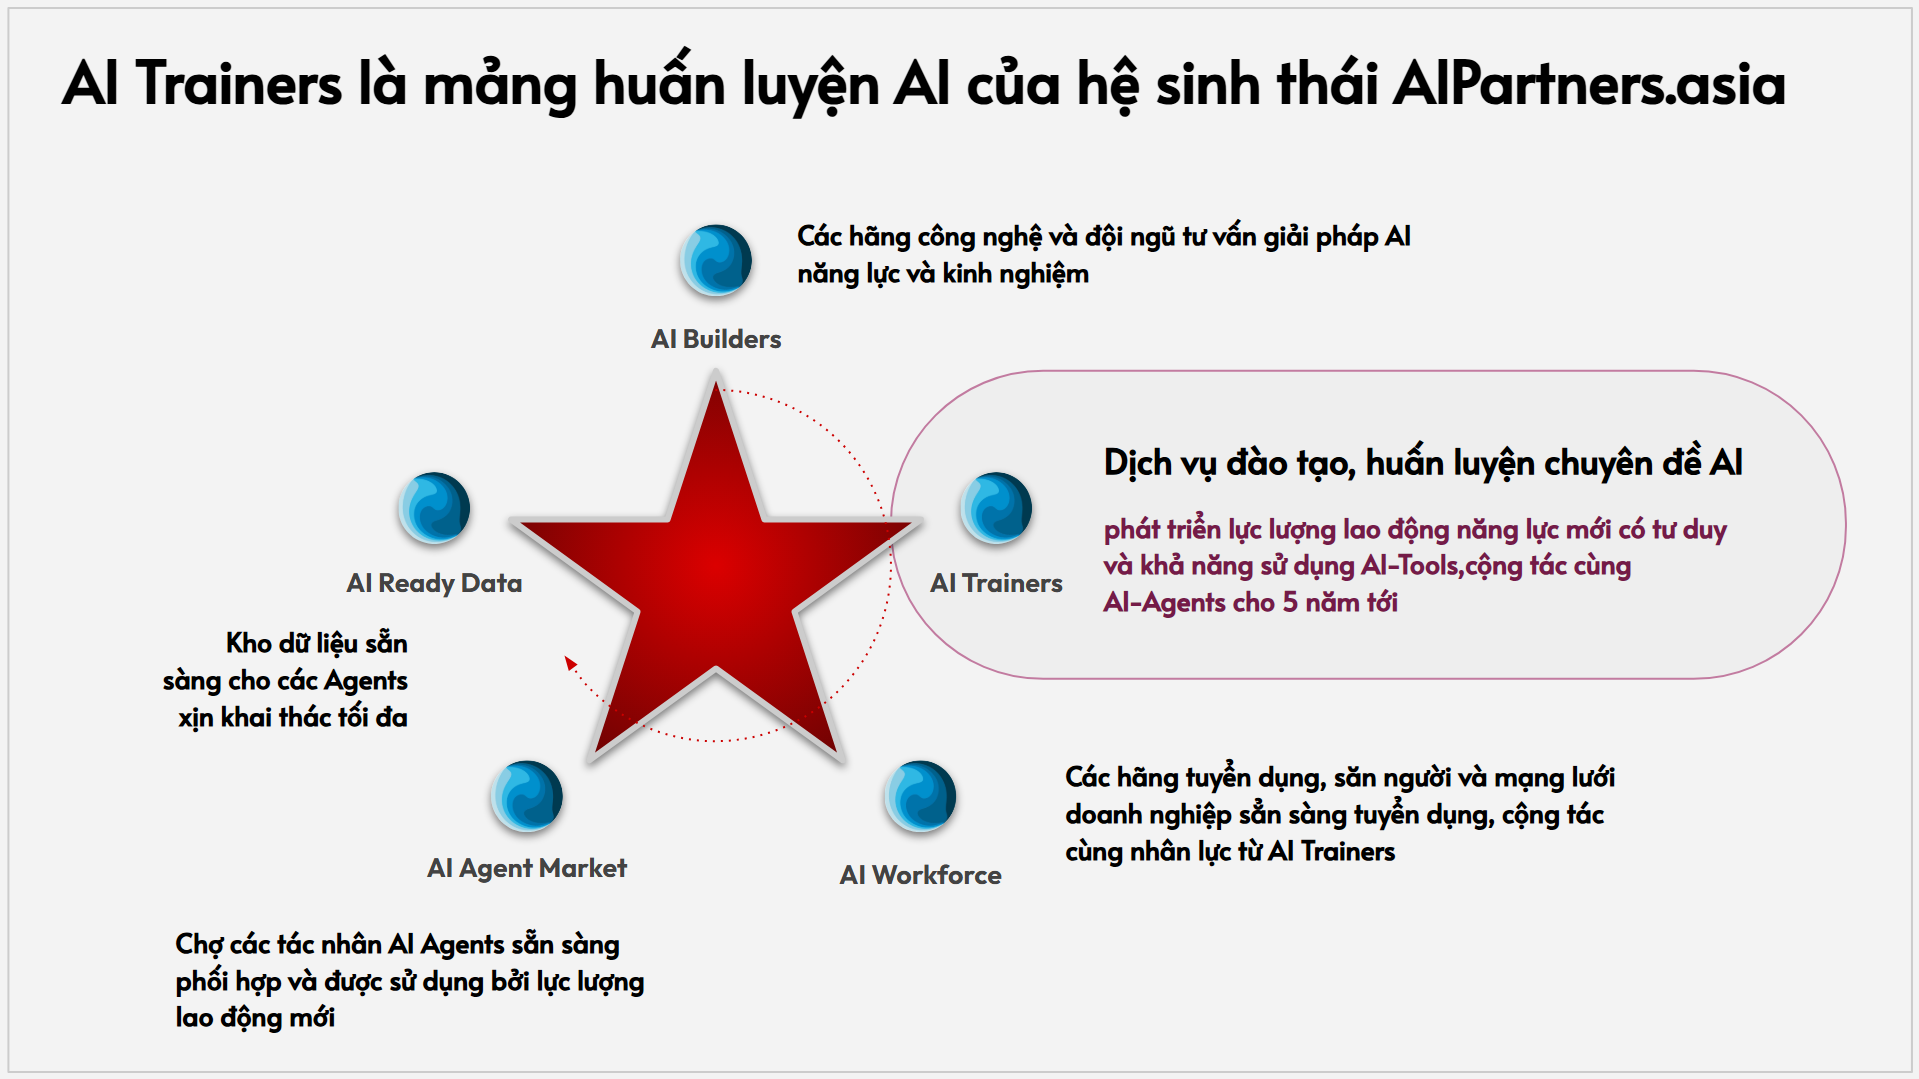 AI Trainers là mảng huấn luyện AI của hệ sinh thái AIPartners.asia
Các hãng công nghệ và đội ngũ tư vấn giải pháp AI
năng lực và kinh nghiệm
AI Builders
Dịch vụ đào tạo, huấn luyện chuyên đề AI
phát triển lực lượng lao động năng lực mới có tư duy
và khả năng sử dụng AI-Tools,cộng tác cùng
AI-Agents cho 5 năm tới
AI Trainers
AI Ready Data
Kho dữ liệu sẵn
sàng cho các Agents
xịn khai thác tối đa
Các hãng tuyển dụng, săn người và mạng lưới
doanh nghiệp sẳn sàng tuyển dụng, cộng tác
cùng nhân lực từ AI Trainers
AI Workforce
AI Agent Market
Chợ các tác nhân AI Agents sẵn sàng
phối hợp và được sử dụng bởi lực lượng
lao động mới